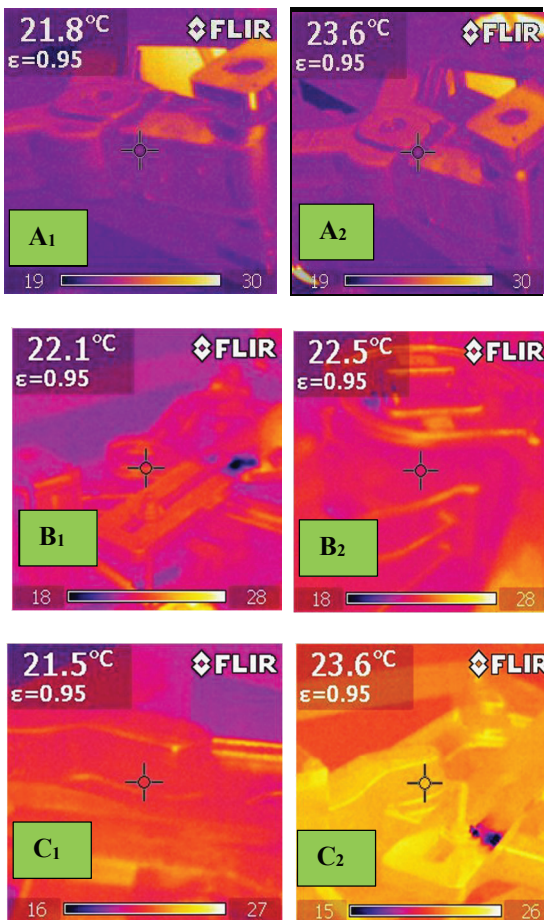 21.8°C FLIR
ε=0.95
A1
19 30
23.6°C FLIR
ε=0.95
A2
19 30
22.1°C FLIR
ε=0.95
B1
18 28
22.5°C FLIR
ε=0.95
B2
18 28
21.5°C FLIR
ε=0.95
C1
16 27
23.6°C FLIR
ε=0.95
C2
15 26